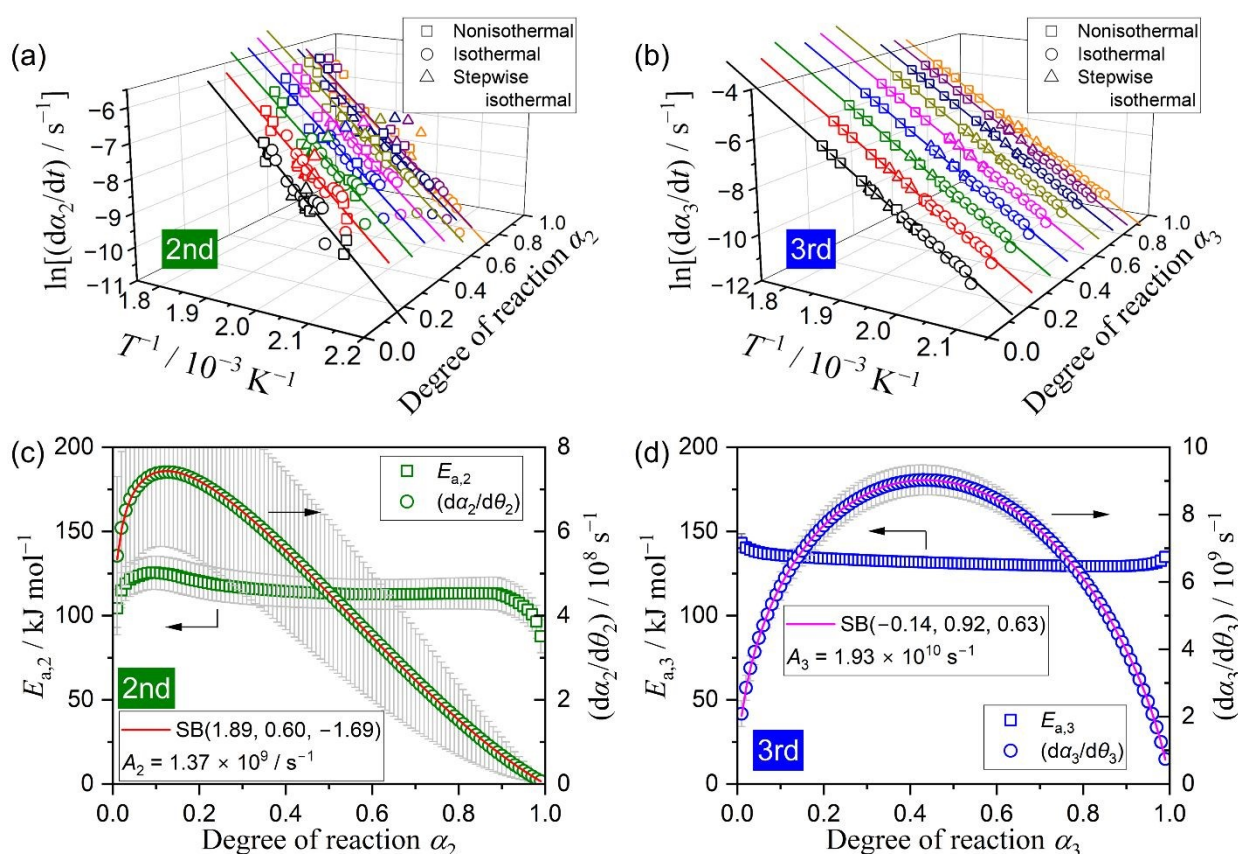 (a)
□ Nonisothermal
○ Isothermal
△ Stepwise
isothermal
ln[(dα₂/dt) / s⁻¹]
−6
−7
−8
−9
−10
−11
2nd
1.8
1.9
2.0
2.1
2.2
T⁻¹ / 10⁻³ K⁻¹
0.0
0.2
0.4
0.6
0.8
1.0
Degree of reaction α₂
(b)
□ Nonisothermal
○ Isothermal
△ Stepwise
isothermal
ln[(dα₃/dt) / s⁻¹]
−4
−6
−8
−10
−12
3rd
1.8
1.9
2.0
2.1
T⁻¹ / 10⁻³ K⁻¹
0.0
0.2
0.4
0.6
0.8
1.0
Degree of reaction α₃
(c)
Eₐ,₂ / kJ mol⁻¹
200
150
100
50
0
□ Eₐ,₂
○ (dα₂/dθ₂)
2nd
SB(1.89, 0.60, −1.69)
A₂ = 1.37 × 10⁹ / s⁻¹
8
6
4
2
0
(dα₂/dθ₂) / 10⁸ s⁻¹
0.0 0.2 0.4 0.6 0.8 1.0
Degree of reaction α₂
(d)
Eₐ,₃ / kJ mol⁻¹
200
150
100
50
0
SB(−0.14, 0.92, 0.63)
A₃ = 1.93 × 10¹⁰ s⁻¹
3rd
□ Eₐ,₃
○ (dα₃/dθ₃)
10
8
6
4
2
0
(dα₃/dθ₃) / 10⁹ s⁻¹
0.0 0.2 0.4 0.6 0.8 1.0
Degree of reaction α₃